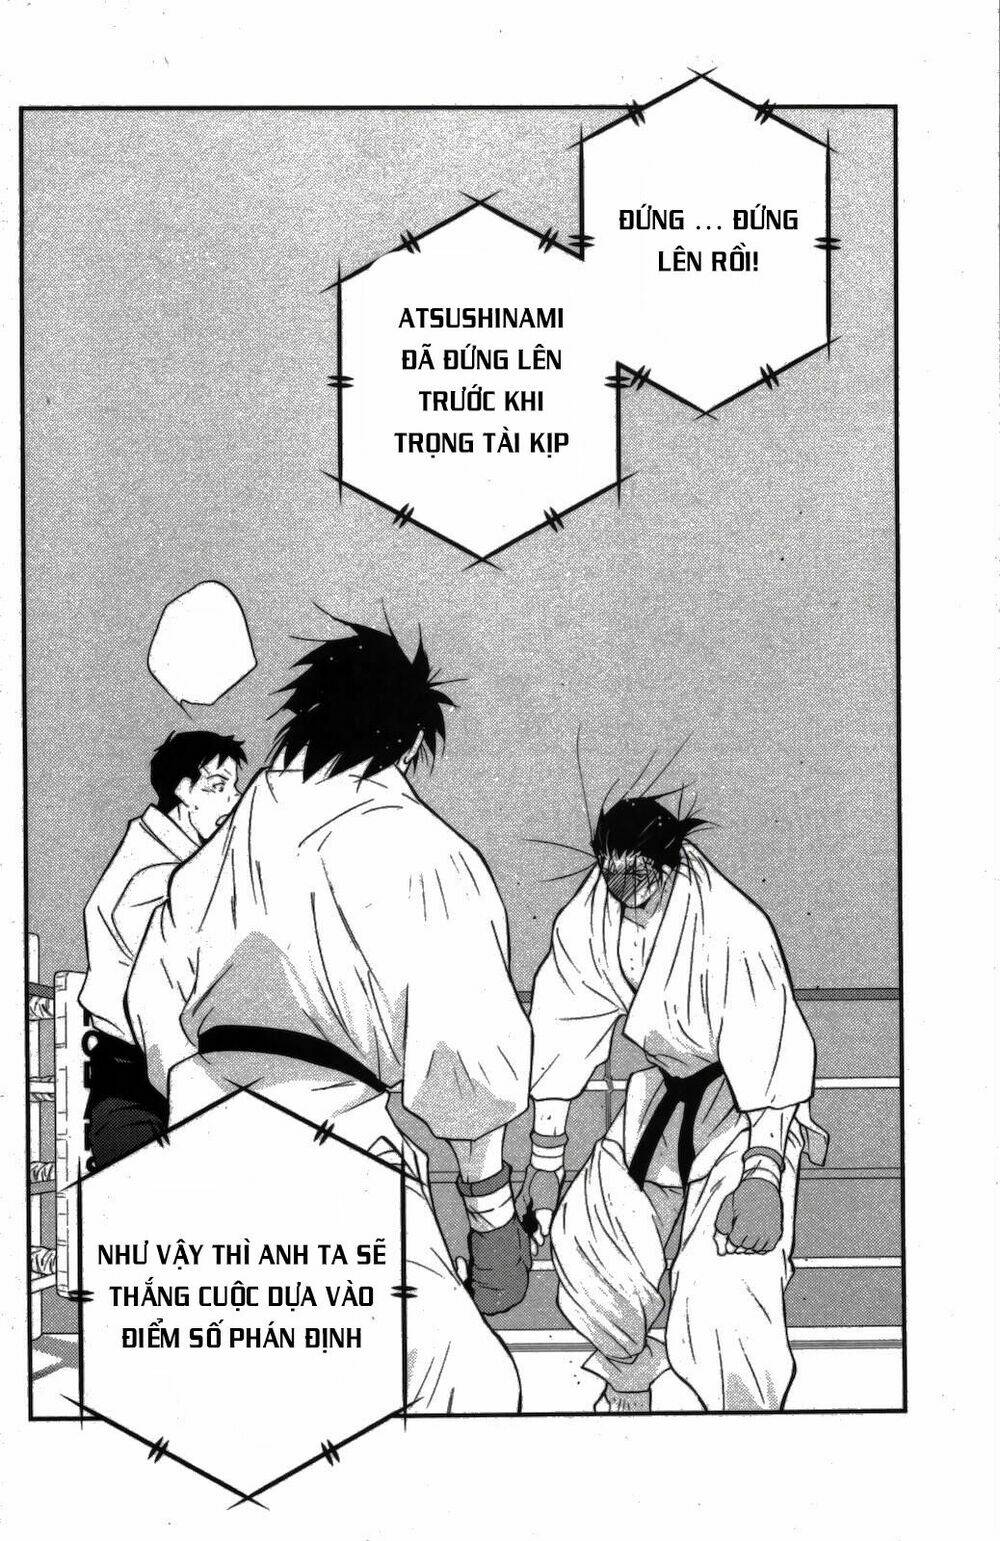 ĐỨNG ... ĐỨNG
LÊN RỒI!
ATSUSHINAMI
ĐÃ ĐỨNG LÊN
TRƯỚC KHI
TRỌNG TÀI KỊP
NHƯ VẬY THÌ ANH TA SẼ
THẮNG CUỘC DỰA VÀO
ĐIỂM SỐ PHÁN ĐỊNH